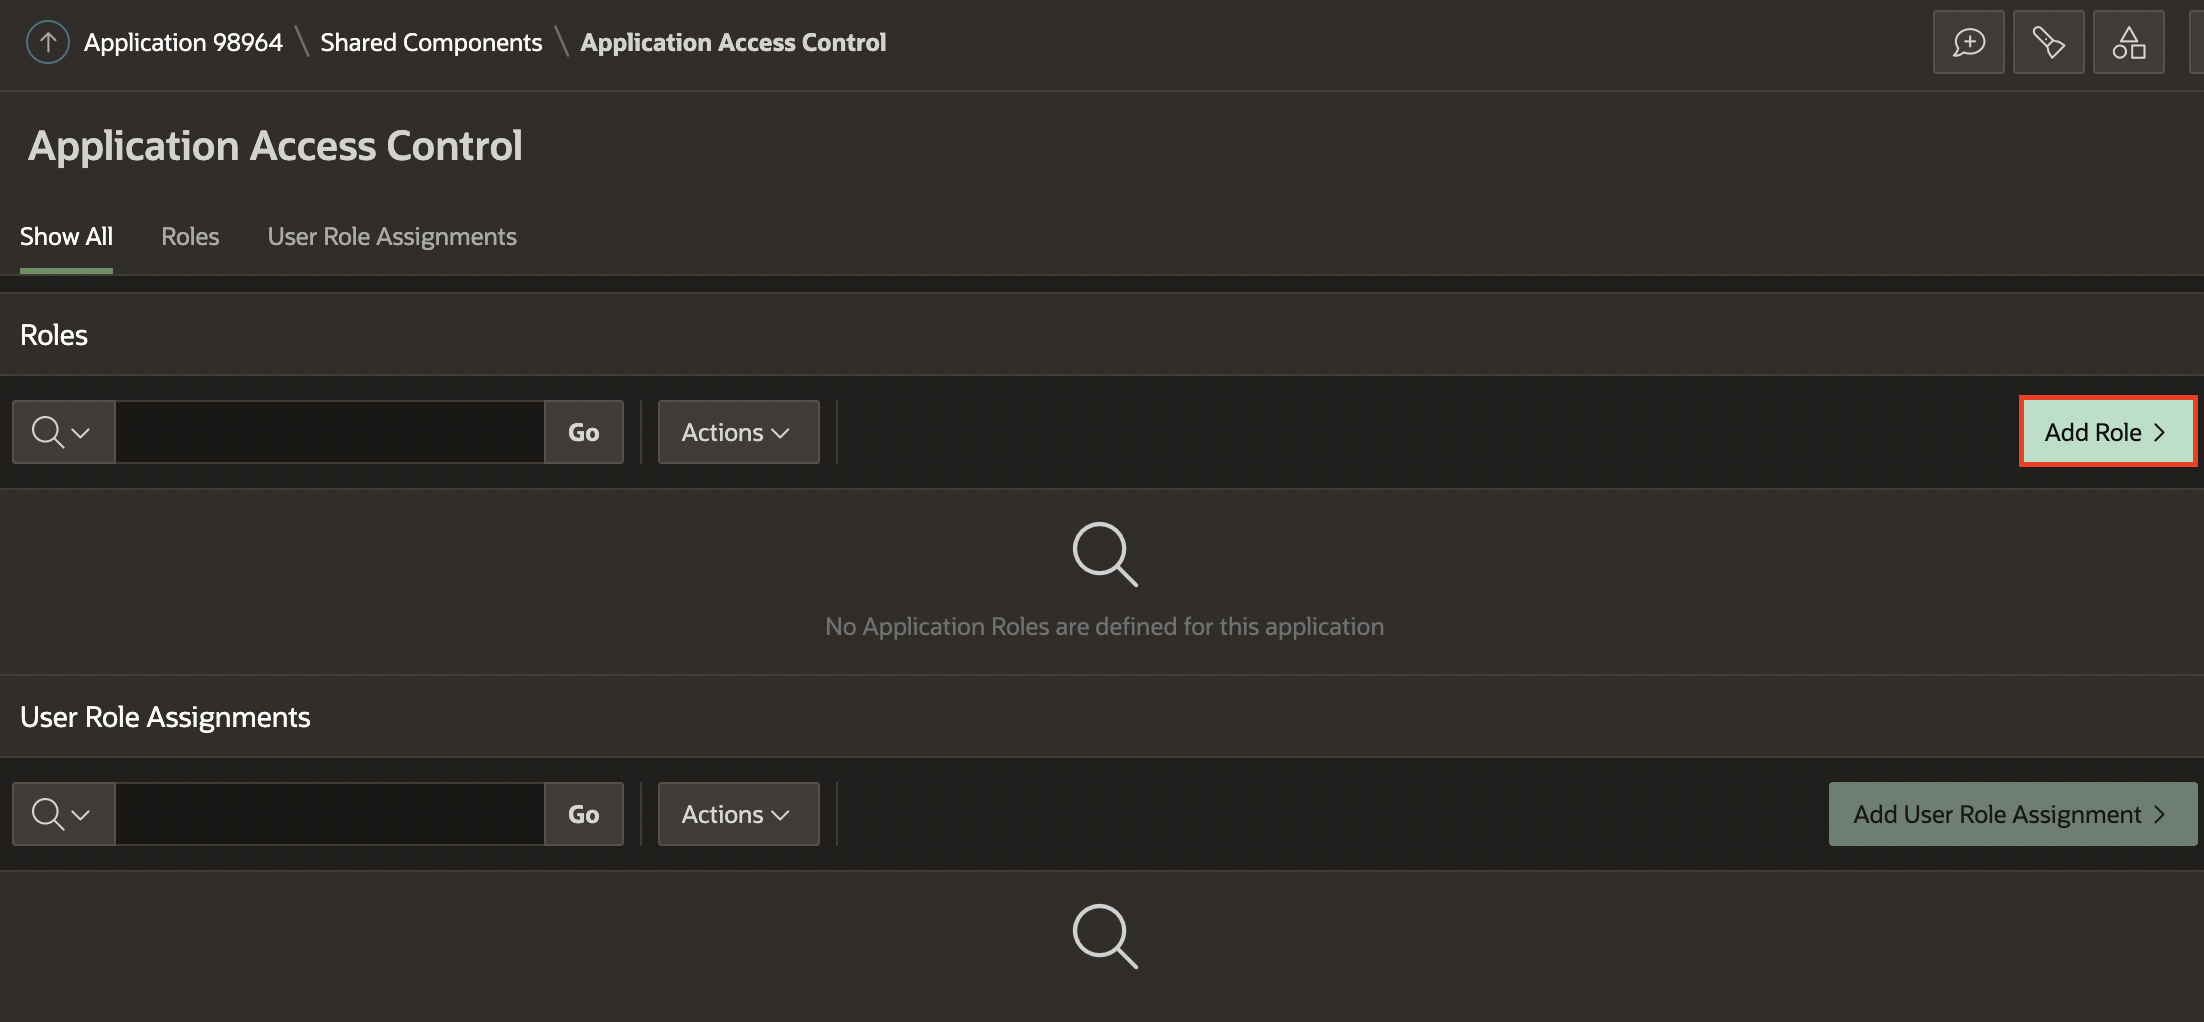 Application 98964 \ Shared Components \ Application Access Control
Application Access Control
Show All Roles User Role Assignments
Roles
Go Actions Add Role
No Application Roles are defined for this application
User Role Assignments
Go Actions Add User Role Assignment